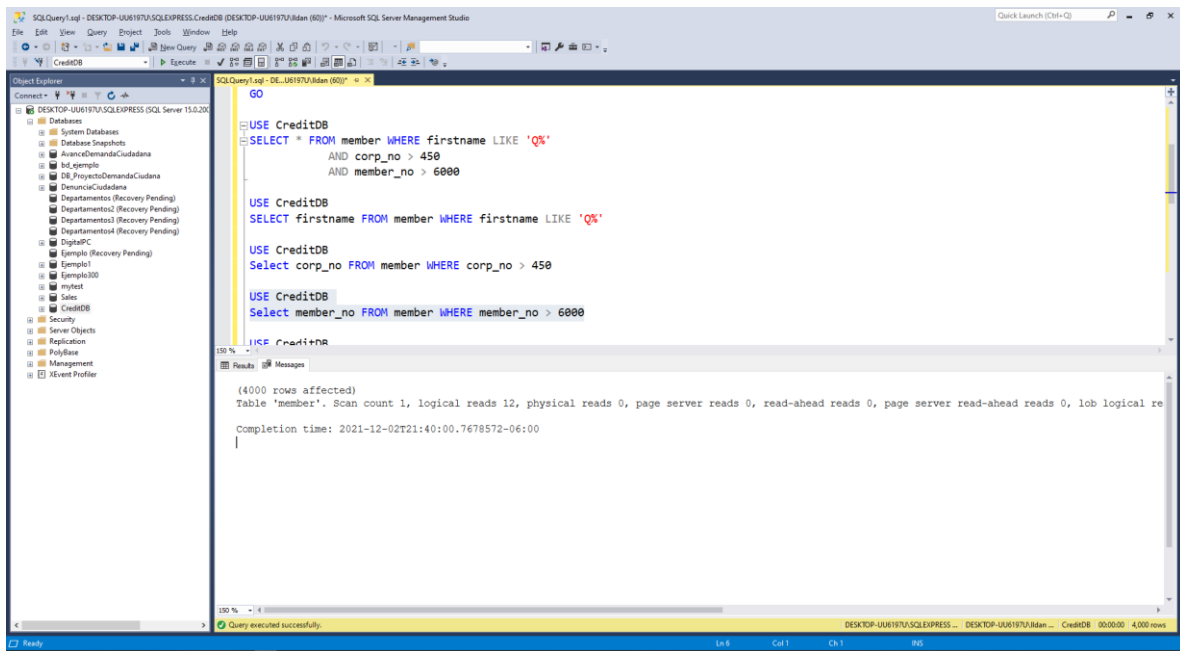 SQLQuery1.sql - DESKTOP-UU6197U\SQLEXPRESS.CreditDB (DESKTOP-UU6197U\Ildan (60))* - Microsoft SQL Server Management Studio
Quick Launch (Ctrl+Q)
File Edit View Query Project Tools Window Help
New Query
CreditDB
Execute
Object Explorer
SQLQuery1.sql - DE...U6197U\Ildan (60))*
Connect
DESKTOP-UU6197U\SQLEXPRESS (SQL Server 15.0.200
Databases
System Databases
Database Snapshots
AvanceDemandaCiudadana
bd_ejemplo
DB_ProyectoDemandaCiudana
DenunciaCiudadana
Departamentos (Recovery Pending)
Departamentos2 (Recovery Pending)
Departamentos3 (Recovery Pending)
Departamentos4 (Recovery Pending)
DigitalPC
Ejemplo (Recovery Pending)
Ejemplo1
Ejemplo300
mytest
Sales
CreditDB
Security
Server Objects
Replication
PolyBase
Management
XEvent Profiler
GO
USE CreditDB
SELECT * FROM member WHERE firstname LIKE 'Q%'
AND corp_no > 450
AND member_no > 6000
USE CreditDB
SELECT firstname FROM member WHERE firstname LIKE 'Q%'
USE CreditDB
Select corp_no FROM member WHERE corp_no > 450
USE CreditDB
Select member_no FROM member WHERE member_no > 6000
USE CreditDB
150 %
Results Messages
(4000 rows affected)
Table 'member'. Scan count 1, logical reads 12, physical reads 0, page server reads 0, read-ahead reads 0, page server read-ahead reads 0, lob logical re
Completion time: 2021-12-02T21:40:00.7678572-06:00
150 %
Query executed successfully.
DESKTOP-UU6197U\SQLEXPRESS ... DESKTOP-UU6197U\Ildan ... CreditDB 00:00:00 4,000 rows
Ready
Ln 6 Col 1 Ch 1 INS